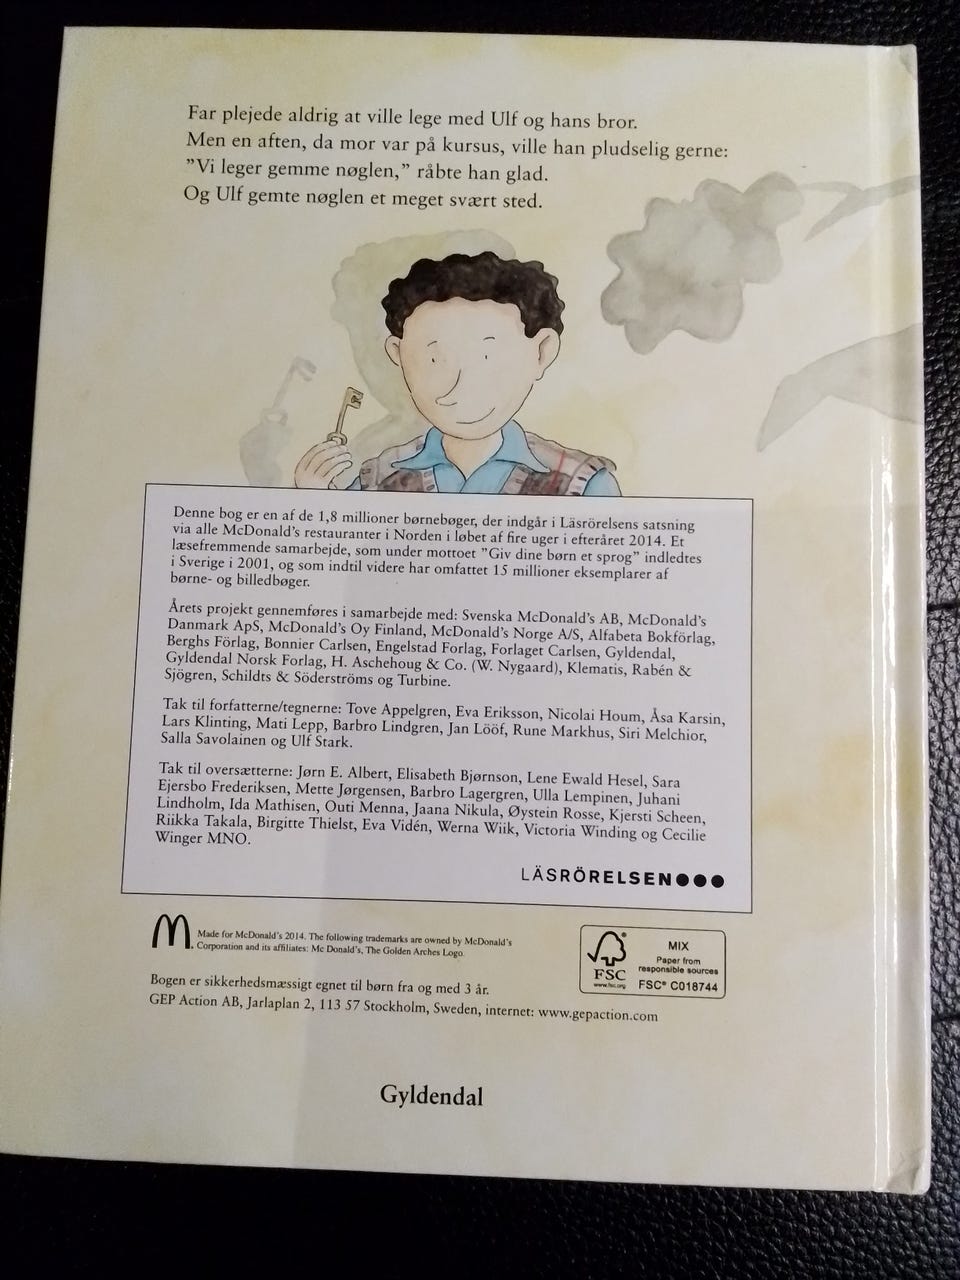 Far plejede aldrig at ville lege med Ulf og hans bror.
Men en aften, da mor var på kursus, ville han pludselig gerne:
”Vi leger gemme nøglen,” råbte han glad.
Og Ulf gemte nøglen et meget svært sted.
Denne bog er en af de 1,8 millioner børnebøger, der indgår i Läsrörelsens satsning
via alle McDonald’s restauranter i Norden i løbet af fire uger i efteråret 2014. Et
læsefremmende samarbejde, som under mottoet ”Giv dine børn et sprog” indledtes
i Sverige i 2001, og som indtil videre har omfattet 15 millioner eksemplarer af
børne- og billedbøger.
Årets projekt gennemføres i samarbejde med: Svenska McDonald’s AB, McDonald’s
Danmark ApS, McDonald’s Oy Finland, McDonald’s Norge A/S, Alfabeta Bokförlag,
Berghs Förlag, Bonnier Carlsen, Engelstad Forlag, Forlaget Carlsen, Gyldendal,
Gyldendal Norsk Forlag, H. Aschehoug & Co. (W. Nygaard), Klematis, Rabén &
Sjögren, Schildts & Söderströms og Turbine.
Tak til forfatterne/tegnerne: Tove Appelgren, Eva Eriksson, Nicolai Houm, Åsa Karsin,
Lars Klinting, Mati Lepp, Barbro Lindgren, Jan Lööf, Rune Markhus, Siri Melchior,
Salla Savolainen og Ulf Stark.
Tak til oversætterne: Jørn E. Albert, Elisabeth Bjørnson, Lene Ewald Hesel, Sara
Ejersbo Frederiksen, Mette Jørgensen, Barbro Lagergren, Ulla Lempinen, Juhani
Lindholm, Ida Mathisen, Outi Menna, Jaana Nikula, Øystein Rosse, Kjersti Scheen,
Riikka Takala, Birgitte Thielst, Eva Vidén, Werna Wiik, Victoria Winding og Cecilie
Winger MNO.
LÄSRÖRELSEN●●●
Made for McDonald’s 2014. The following trademarks are owned by McDonald’s
Corporation and its affiliates: Mc Donald’s, The Golden Arches Logo.
FSC
www.fsc.org
MIX
Paper from
responsible sources
FSC® C018744
Bogen er sikkerhedsmæssigt egnet til børn fra og med 3 år.
GEP Action AB, Jarlaplan 2, 113 57 Stockholm, Sweden, internet: www.gepaction.com
Gyldendal